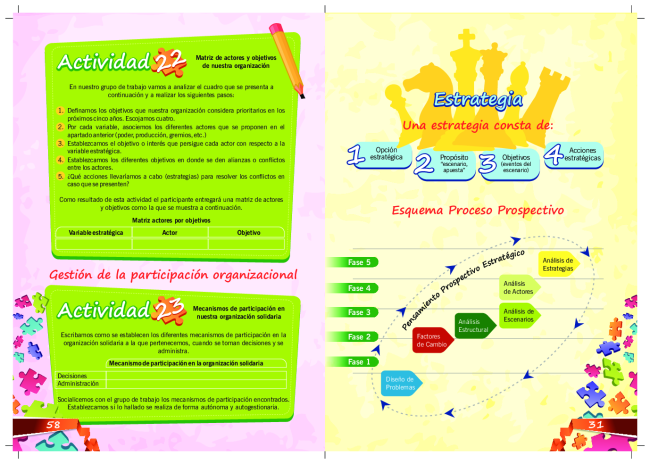 Actividad 22
Matriz de actores y objetivos
de nuestra organización
En nuestro grupo de trabajo vamos a analizar el cuadro que se presenta a
continuación y a realizar los siguientes pasos:
1. Definamos los objetivos que nuestra organización considera prioritarios en los
próximos cinco años. Escojamos cuatro.
2. Por cada variable, asociemos los diferentes actores que se proponen en el
apartado anterior (poder, producción, gremios, etc.)
3. Establezcamos el objetivo o interés que persigue cada actor con respecto a la
variable estratégica.
4. Establezcamos los diferentes objetivos en donde se den alianzas o conflictos
entre los actores.
5. ¿Qué acciones llevaríamos a cabo (estrategias) para resolver los conflictos en
caso que se presenten?
Como resultado de esta actividad el participante entregará una matriz de actores
y objetivos como la que se muestra a continuación.
Matriz actores por objetivos
Variable estratégica Actor Objetivo
Gestión de la participación organizacional
Actividad 23
Mecanismos de participación en
nuestra organización solidaria
Escribamos como se establecen los diferentes mecanismos de participación en la
organización solidaria a la que pertenecemos, cuando se toman decisiones y se
administra.
Mecanismo de participación en la organización solidaria
Decisiones
Administración
Socialicemos con el grupo de trabajo los mecanismos de participación encontrados.
Establezcamos si lo hallado se realiza de forma autónoma y autogestionaria.
58
Estrategia
Una estrategia consta de:
1 Opción
estratégica
2 Propósito
"escenario,
apuesta"
3 Objetivos
(eventos del
escenario)
4 Acciones
estratégicas
Esquema Proceso Prospectivo
Pensamiento Prospectivo Estratégico
Fase 5
Análisis de
Estrategias
Fase 4
Análisis
de Actores
Fase 3
Análisis de
Escenarios
Análisis
Estructural
Fase 2
Factores
de Cambio
Fase 1
Diseño de
Problemas
31